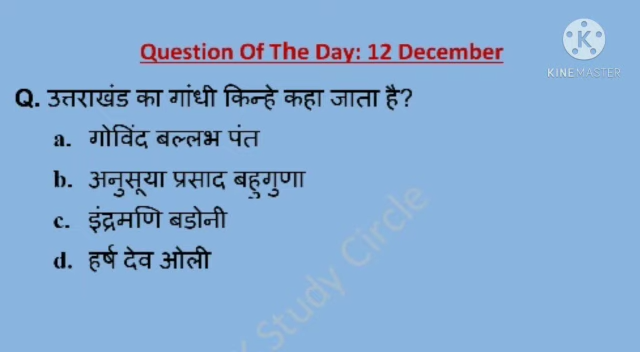 Question Of The Day: 12 December
KINEMASTER
Q. उत्तराखंड का गांधी किन्हे कहा जाता है?
a. गोविंद बल्लभ पंत
b. अनुसूया प्रसाद बहुगुणा
c. इंद्रमणि बडोनी
d. हर्ष देव ओली
Study Circle